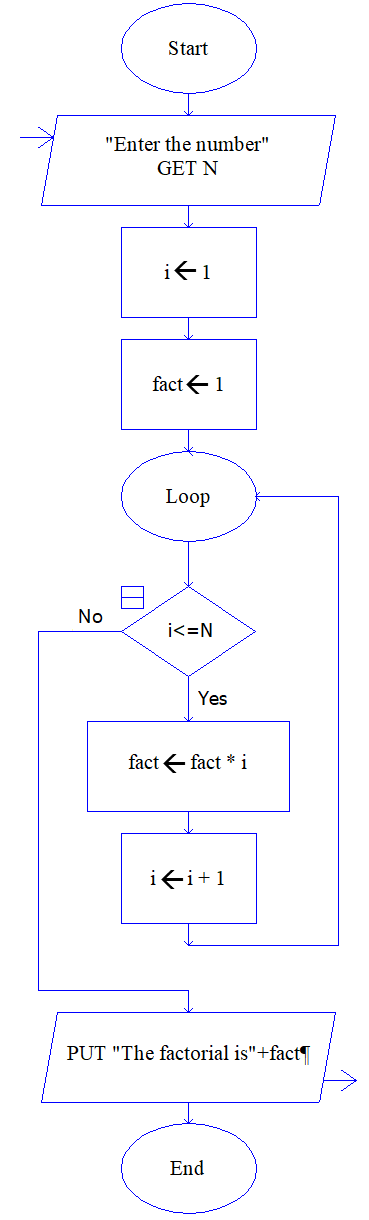 Start
"Enter the number"
GET N
i ← 1
fact ← 1
Loop
No
i<=N
Yes
fact ← fact * i
i ← i + 1
PUT "The factorial is"+fact¶
End